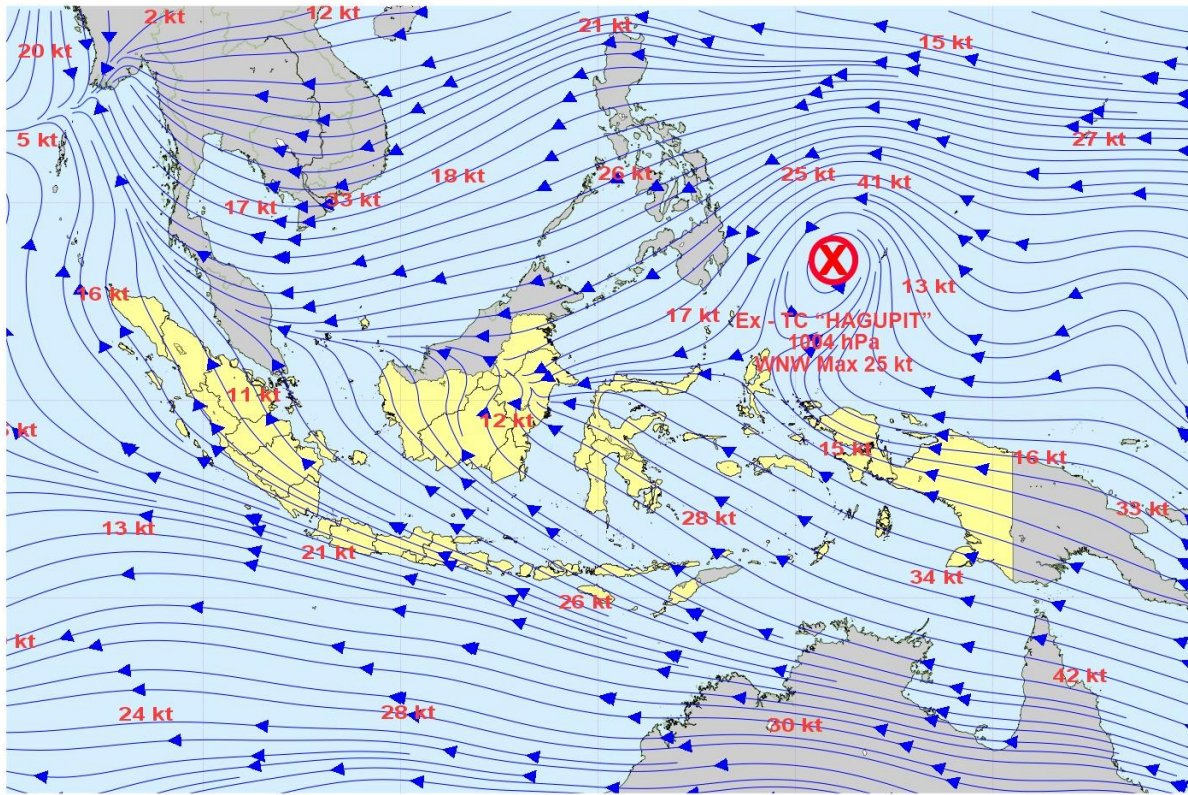 2 kt
12 kt
21 kt
15 kt
20 kt
27 kt
5 kt
18 kt
26 kt
25 kt
41 kt
17 kt
33 kt
16 kt
13 kt
17 kt
X
Ex - TC “HAGUPIT”
1004 hPa
WNW Max 25 kt
11 kt
12 kt
kt
15 kt
16 kt
13 kt
21 kt
28 kt
33 kt
34 kt
26 kt
kt
42 kt
24 kt
28 kt
30 kt